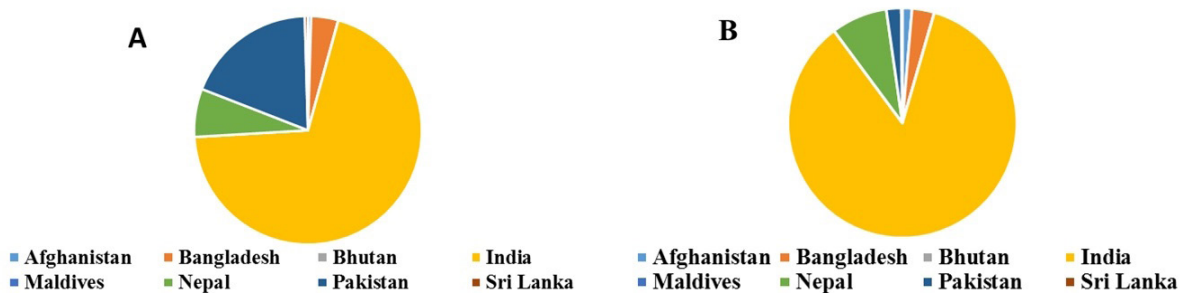 A
Afghanistan Bangladesh Bhutan India
Maldives Nepal Pakistan Sri Lanka
B
Afghanistan Bangladesh Bhutan India
Maldives Nepal Pakistan Sri Lanka